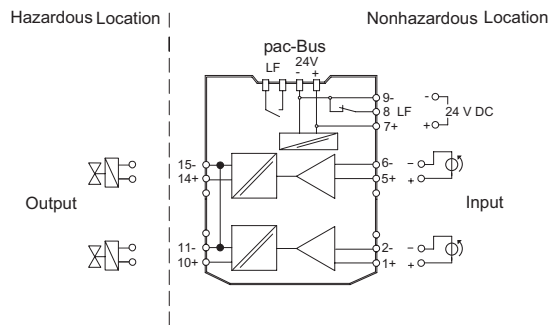 Hazardous Location
Nonhazardous Location
pac-Bus
LF
24V
- +
9-
8 LF
7+
-
+
24 V DC
15-
14+
6-
5+
-
+
Output
Input
11-
10+
2-
1+
-
+